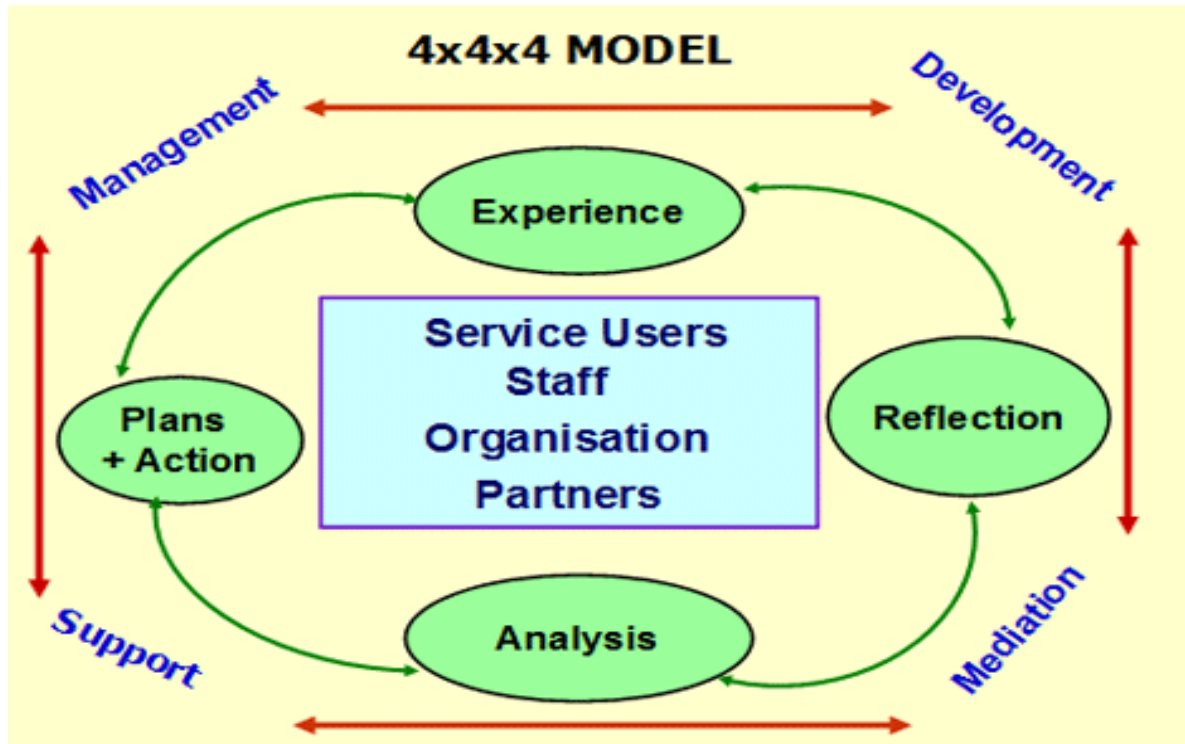 4x4x4 MODEL
Management
Development
Experience
Service Users
Staff
Organisation
Partners
Plans
+ Action
Reflection
Analysis
Support
Mediation